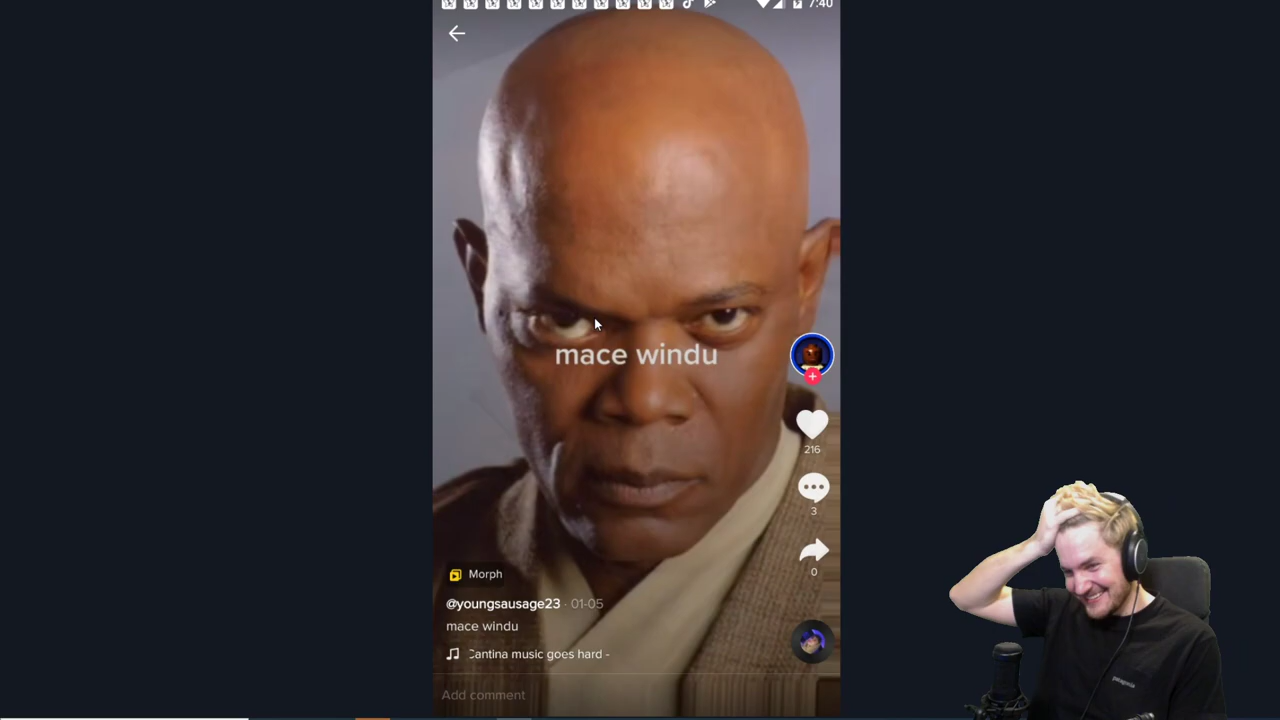 7:40
mace windu
216
3
0
Morph
@youngsausage23 · 01-05
mace windu
Cantina music goes hard -
Add comment
patagonia